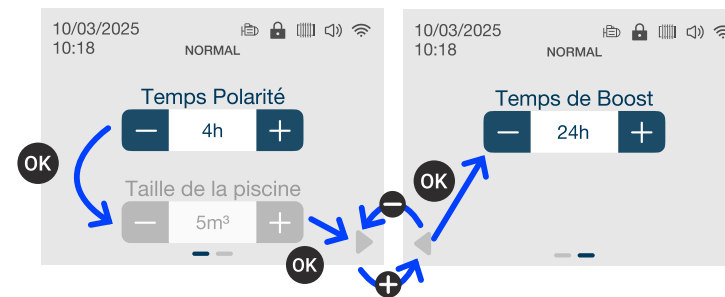 10/03/2025
10:18
NORMAL
Temps Polarité
− 4h +
OK
Taille de la piscine
− 5m³ +
OK
−
+
10/03/2025
10:18
NORMAL
Temps de Boost
− 24h +
OK